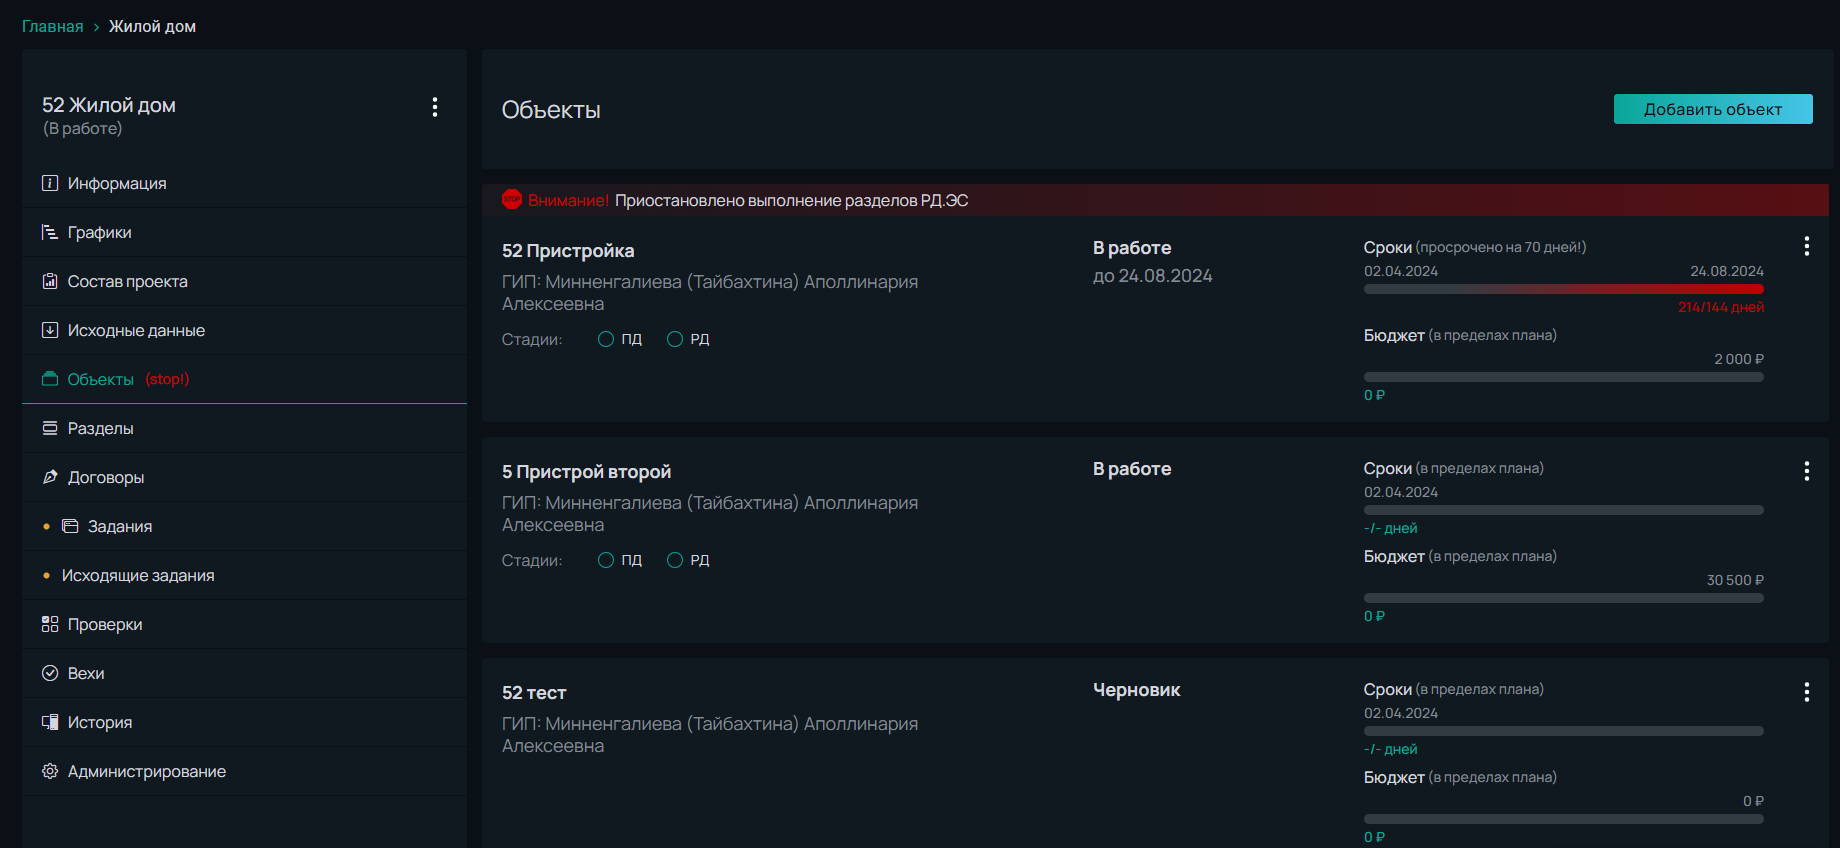 Главная › Жилой дом
52 Жилой дом
(В работе)
Информация
Графики
Состав проекта
Исходные данные
Объекты (stop!)
Разделы
Договоры
Задания
Исходящие задания
Проверки
Вехи
История
Администрирование
Объекты
Добавить объект
STOP Внимание! Приостановлено выполнение разделов РД.ЭС
52 Пристройка
ГИП: Минненгалиева (Тайбахтина) Аполлинария
Алексеевна
Стадии: ПД РД
В работе
до 24.08.2024
Сроки (просрочено на 70 дней!)
02.04.2024 24.08.2024
214/144 дней
Бюджет (в пределах плана)
2 000 ₽
0 ₽
5 Пристрой второй
ГИП: Минненгалиева (Тайбахтина) Аполлинария
Алексеевна
Стадии: ПД РД
В работе
Сроки (в пределах плана)
02.04.2024
-/- дней
Бюджет (в пределах плана)
30 500 ₽
0 ₽
52 тест
ГИП: Минненгалиева (Тайбахтина) Аполлинария
Алексеевна
Черновик
Сроки (в пределах плана)
02.04.2024
-/- дней
Бюджет (в пределах плана)
0 ₽
0 ₽